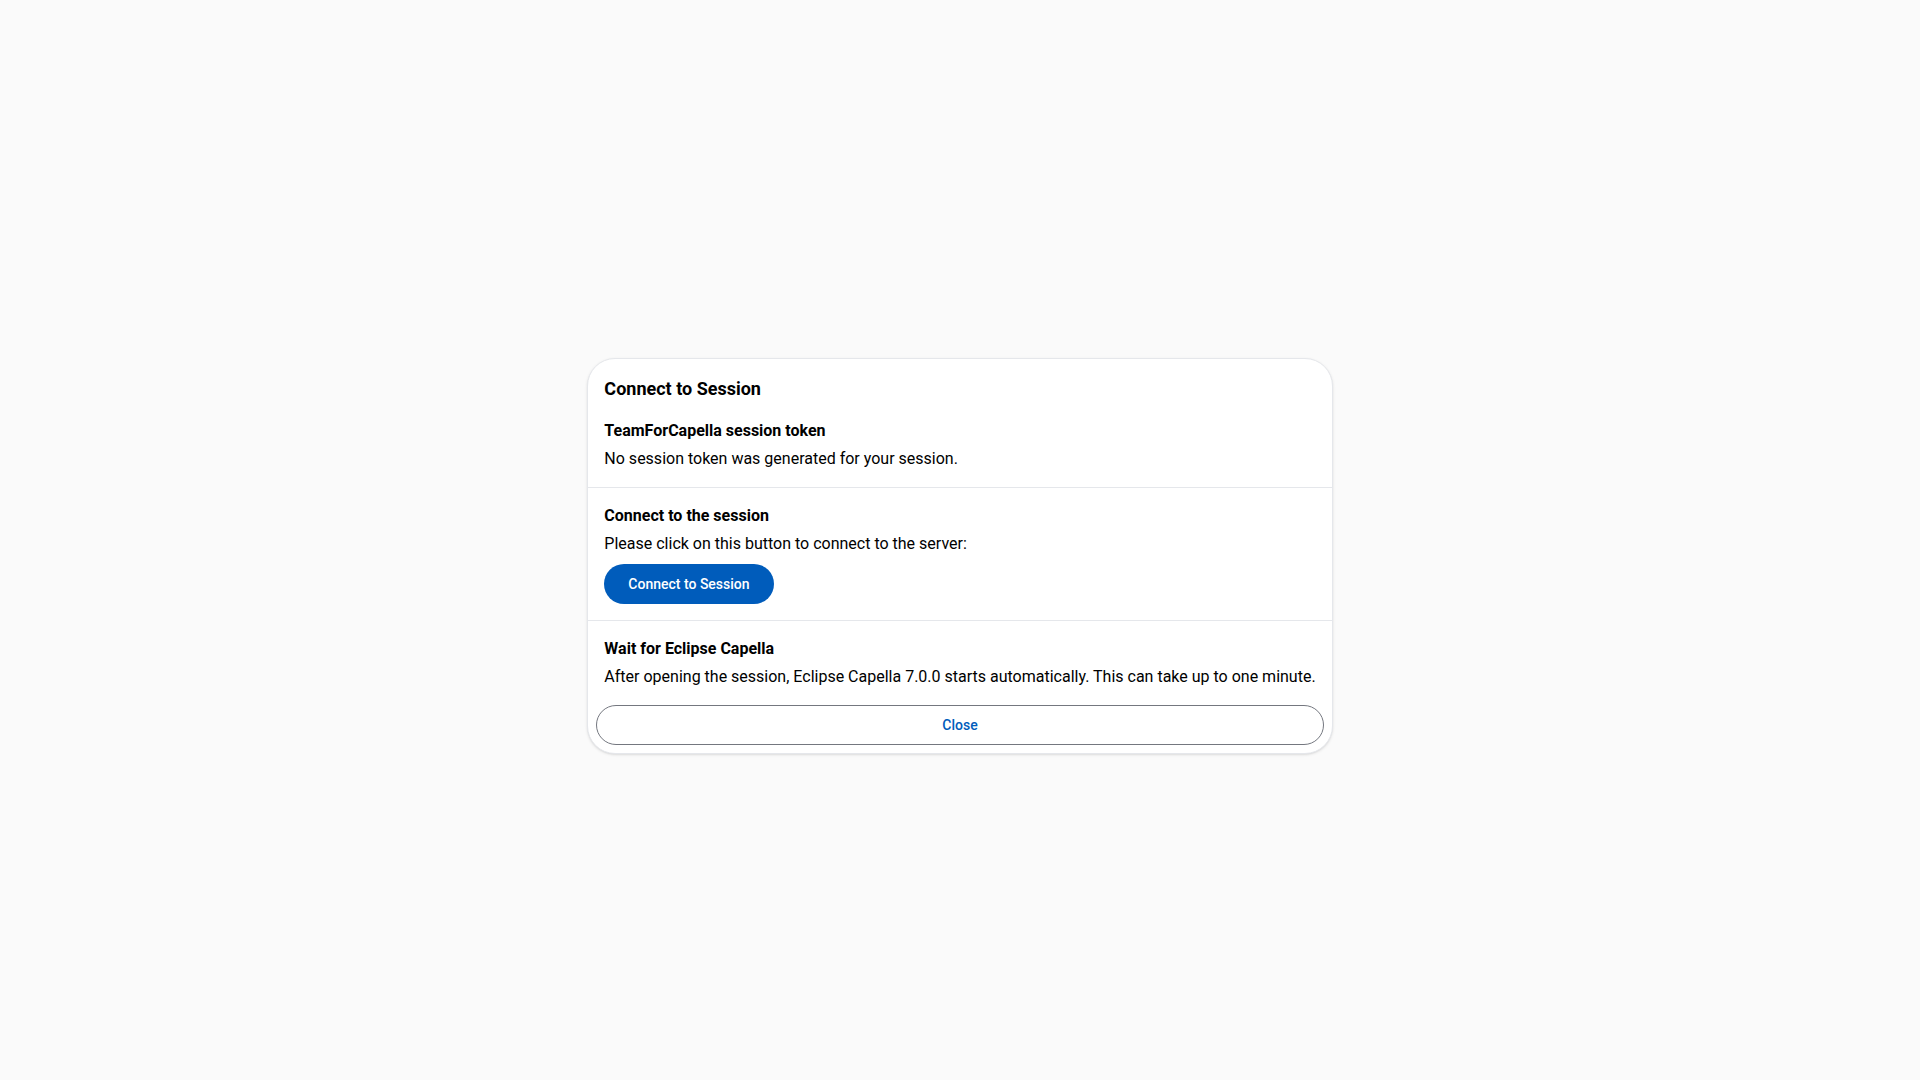 Connect to Session
TeamForCapella session token
No session token was generated for your session.
Connect to the session
Please click on this button to connect to the server:
Connect to Session
Wait for Eclipse Capella
After opening the session, Eclipse Capella 7.0.0 starts automatically. This can take up to one minute.
Close